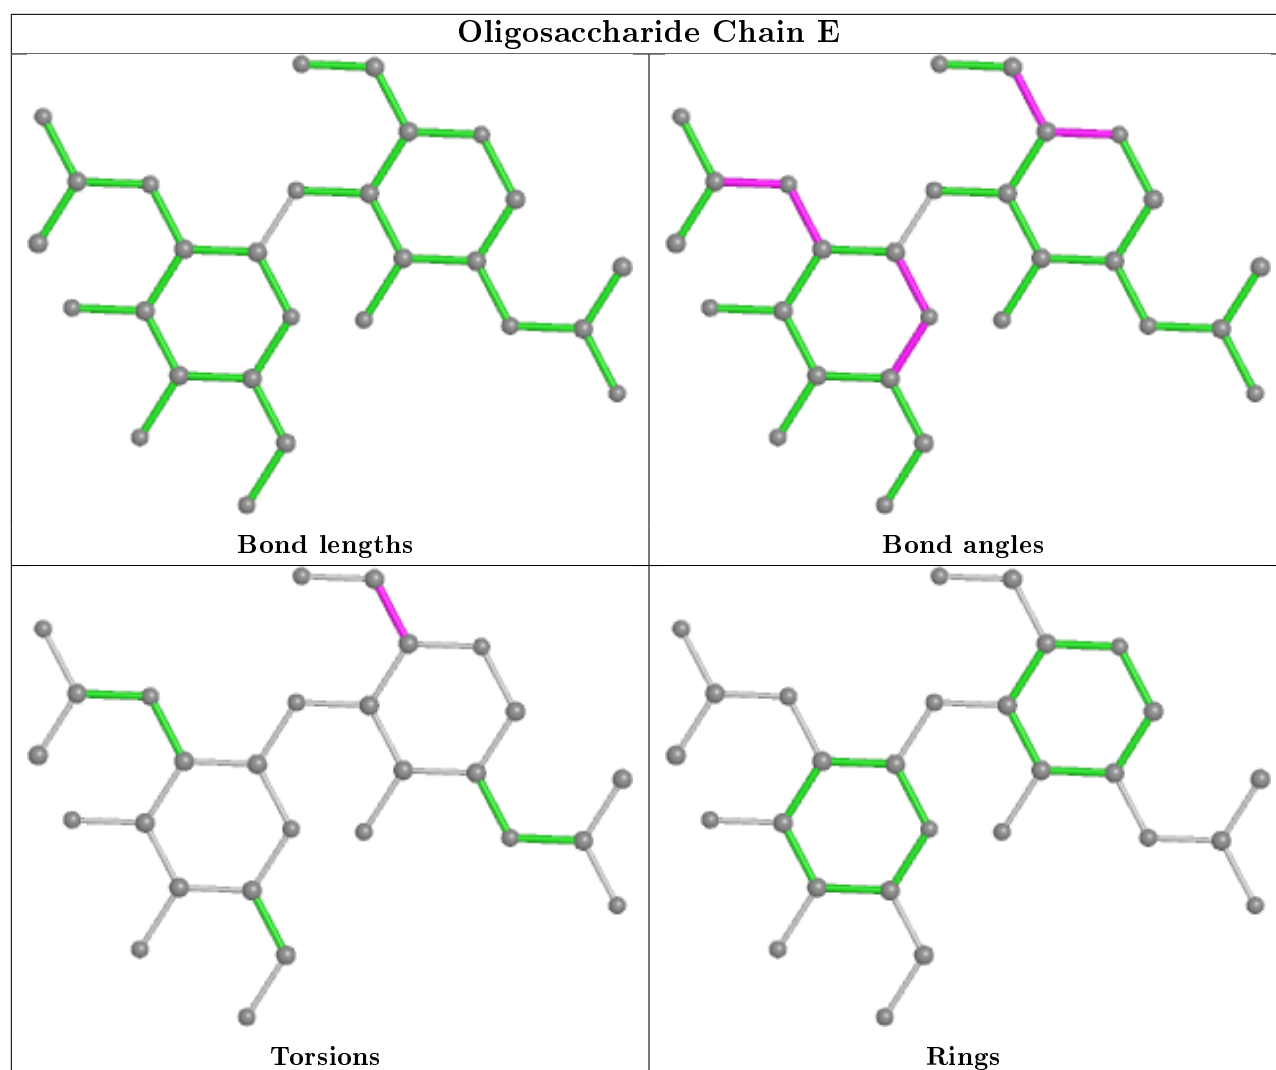 Oligosaccharide Chain E
Bond lengths
Bond angles
Torsions
Rings